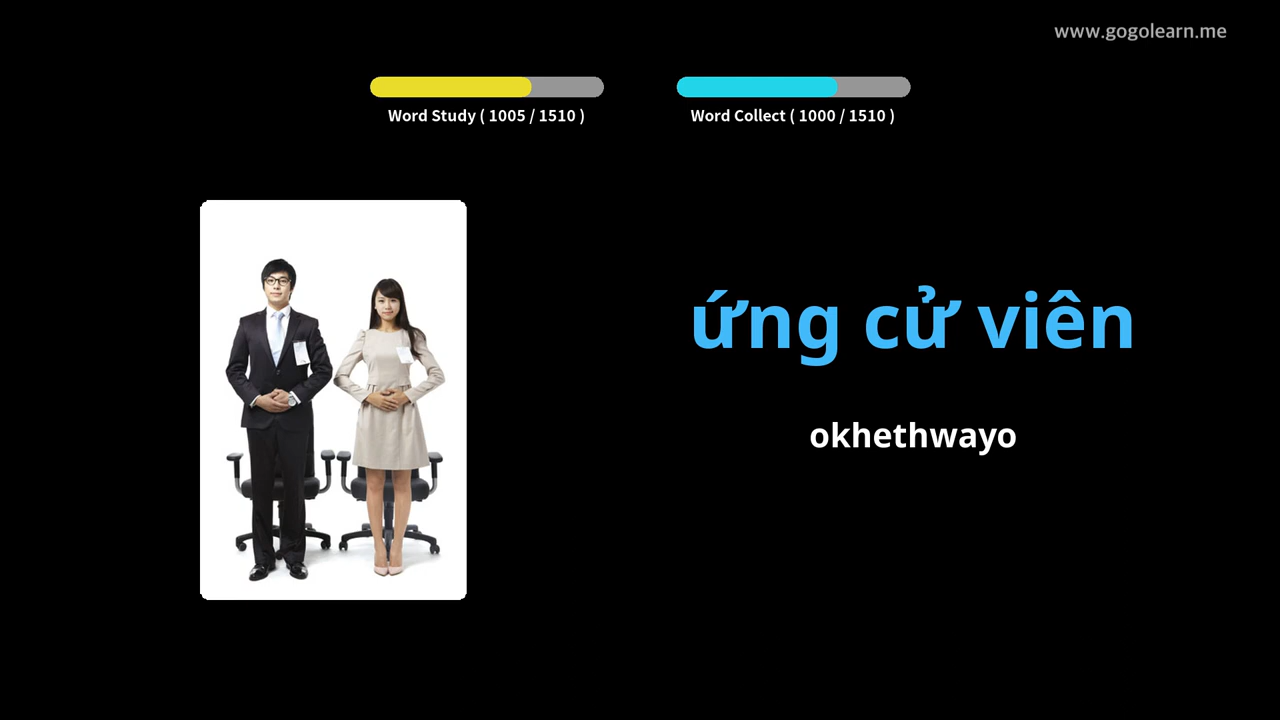 www.gogolearn.me
Word Study ( 1005 / 1510 )
Word Collect ( 1000 / 1510 )
ứng cử viên
okhethwayo